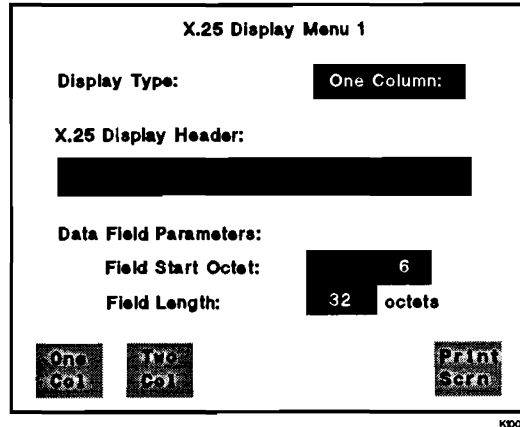 X.25 Display Menu 1
Display Type: One Column:
X.25 Display Header:
Data Field Parameters:
Field Start Octet: 6
Field Length: 32 octets
One Col
Two Col
Print Scrn